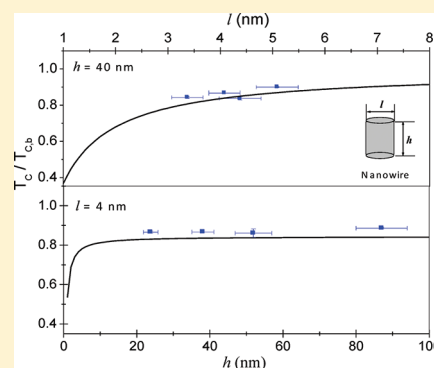 l (nm)
1 2 3 4 5 6 7 8
h = 40 nm
1.0
0.8
0.6
0.4
l
h
Nanowire
T_C / T_C,b
l = 4 nm
1.0
0.8
0.6
0.4
0 20 40 60 80 100
h (nm)